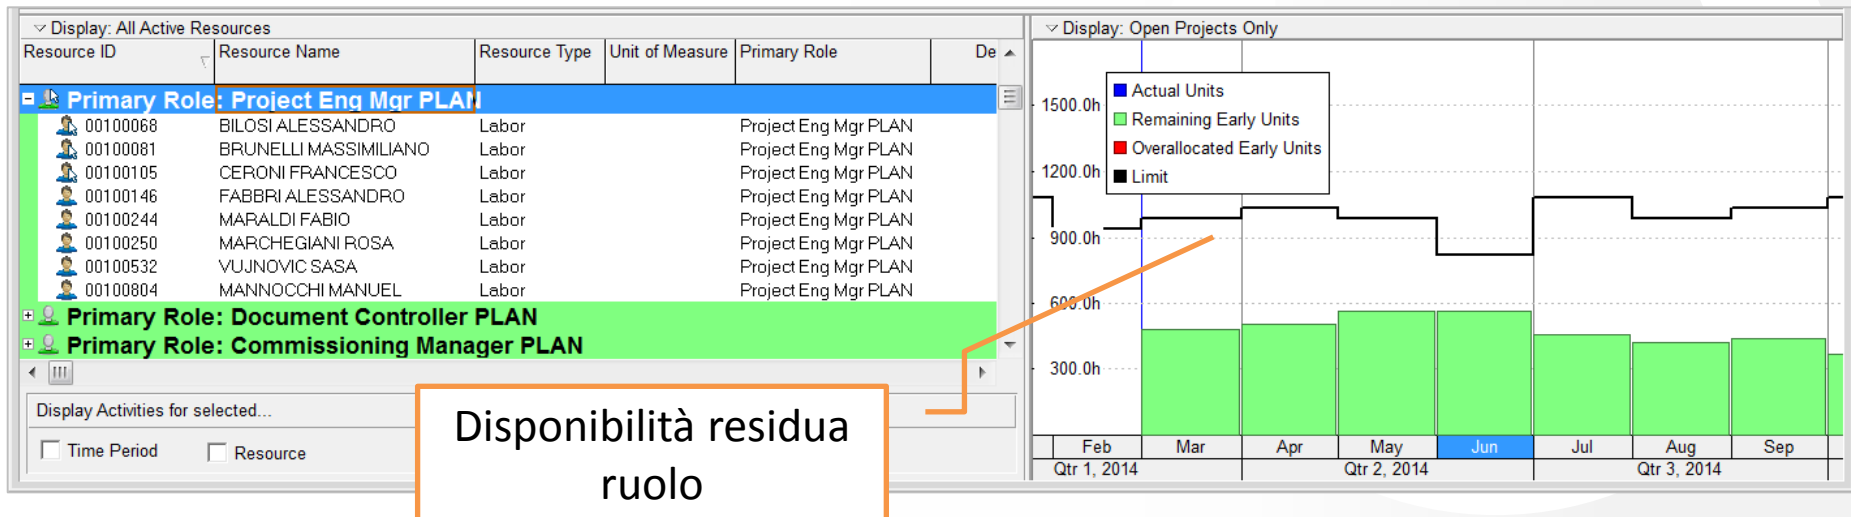 Display: All Active Resources
Resource ID Resource Name Resource Type Unit of Measure Primary Role De
Primary Role: Project Eng Mgr PLAN
00100068 BILOSI ALESSANDRO Labor Project Eng Mgr PLAN
00100081 BRUNELLI MASSIMILIANO Labor Project Eng Mgr PLAN
00100105 CERONI FRANCESCO Labor Project Eng Mgr PLAN
00100146 FABBRI ALESSANDRO Labor Project Eng Mgr PLAN
00100244 MARALDI FABIO Labor Project Eng Mgr PLAN
00100250 MARCHEGIANI ROSA Labor Project Eng Mgr PLAN
00100532 VUJNOVIC SASA Labor Project Eng Mgr PLAN
00100804 MANNOCCHI MANUEL Labor Project Eng Mgr PLAN
Primary Role: Document Controller PLAN
Primary Role: Commissioning Manager PLAN
Display Activities for selected...
Time Period Resource
Disponibilità residua
ruolo
Display: Open Projects Only
Actual Units
Remaining Early Units
Overallocated Early Units
Limit
1500.0h
1200.0h
900.0h
600.0h
300.0h
Feb Mar Apr May Jun Jul Aug Sep
Qtr 1, 2014 Qtr 2, 2014 Qtr 3, 2014